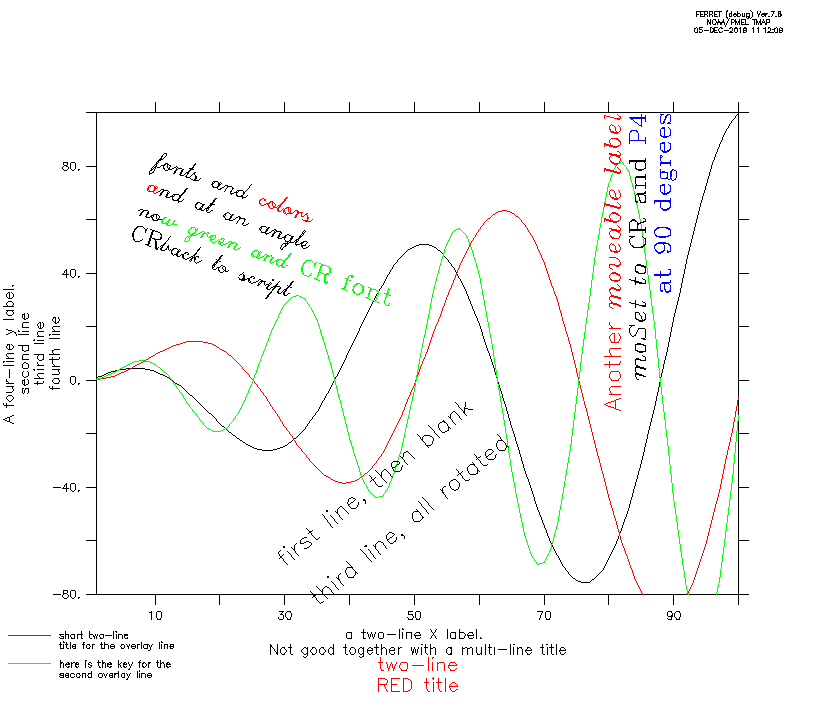 FERRET (debug) Ver.7.6
NOAA/PMEL TMAP
05-DEC-2018 11:12:09
fonts and colors
and at an angle
now green and CR font
CRback to script
Another moveable label
moSet to CR and P4
at 90 degrees
A four-line y label.
second line
third line
fourth line
80.
40.
0.
-40.
-80.
first line, then blank
third line, all rotated
10 30 50 70 90
a two-line X label.
Not good together with a multi-line title
two-line
RED title
short two-line
title for the overlay line
here is the key for the
second overlay line